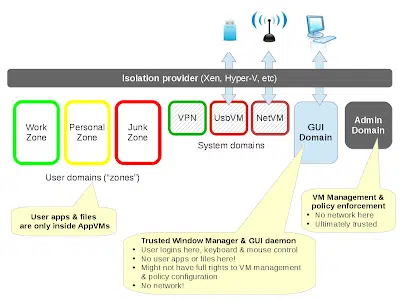 Isolation provider (Xen, Hyper-V, etc)
Work
Zone
Personal
Zone
Junk
Zone
VPN
UsbVM
NetVM
GUI
Domain
Admin
Domain
System domains
User domains (“zones”)
User apps & files
are only inside AppVMs
VM Management &
policy enforcement
• No network here
• Ultimately trusted
Trusted Window Manager & GUI daemon
• User logins here, keyboard & mouse control
• No user apps or files here!
• Might not have full rights to VM management
& policy configuration
• No network!